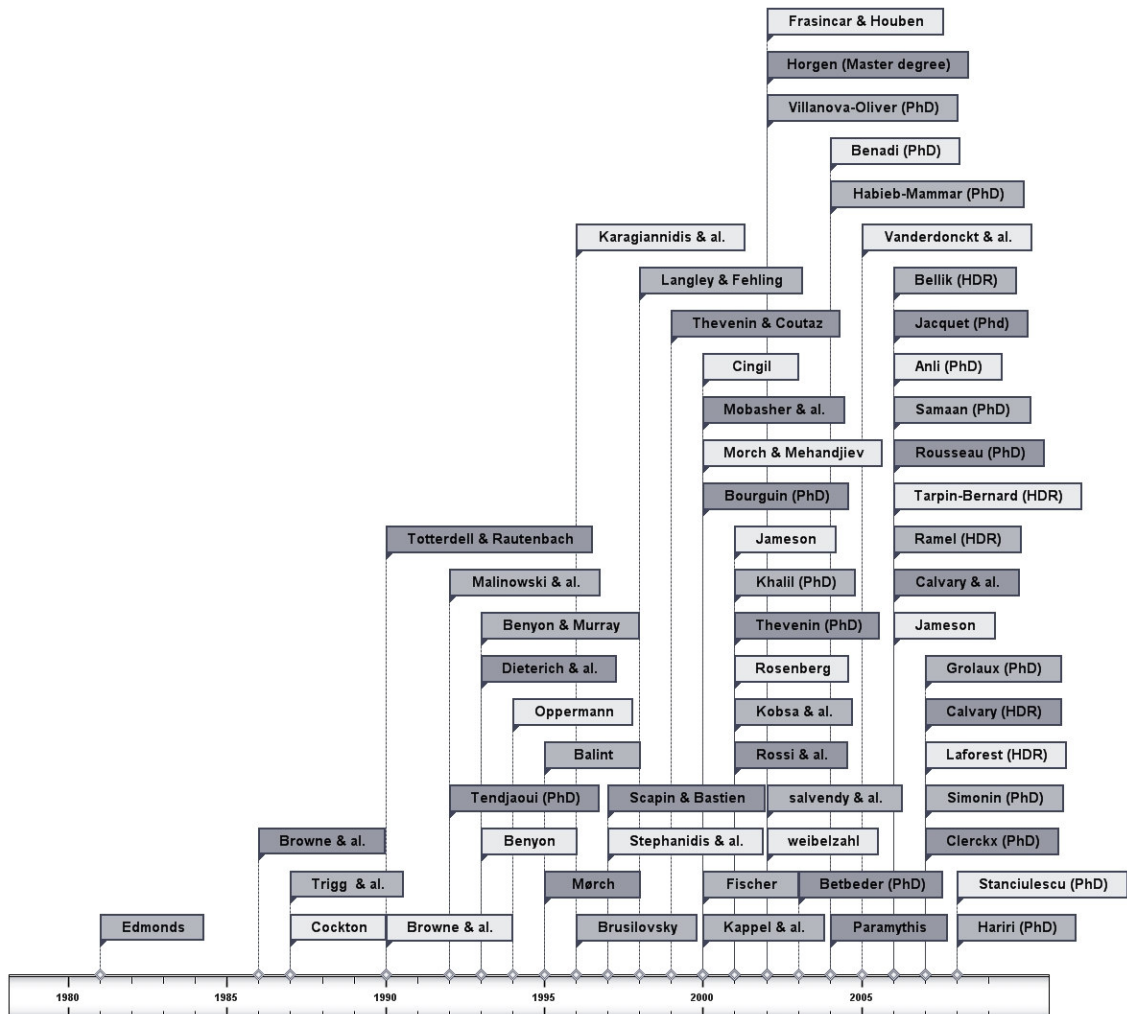 Frasincar & Houben
Horgen (Master degree)
Villanova-Oliver (PhD)
Benadi (PhD)
Habieb-Mammar (PhD)
Karagiannidis & al. Vanderdonckt & al.
Langley & Fehling Bellik (HDR)
Thevenin & Coutaz Jacquet (Phd)
Cingil Anli (PhD)
Mobasher & al. Samaan (PhD)
Morch & Mehandjiev Rousseau (PhD)
Bourguin (PhD) Tarpin-Bernard (HDR)
Totterdell & Rautenbach Jameson Ramel (HDR)
Malinowski & al. Khalil (PhD) Calvary & al.
Benyon & Murray Thevenin (PhD) Jameson
Dieterich & al. Rosenberg Grolaux (PhD)
Oppermann Kobsa & al. Calvary (HDR)
Balint Rossi & al. Laforest (HDR)
Tendjaoui (PhD) Scapin & Bastien salvendy & al. Simonin (PhD)
Browne & al. Benyon Stephanidis & al. weibelzahl Clerckx (PhD)
Trigg & al. Mørch Fischer Betbeder (PhD) Stanciulescu (PhD)
Edmonds Cockton Browne & al. Brusilovsky Kappel & al. Paramythis Hariri (PhD)
1980 1985 1990 1995 2000 2005